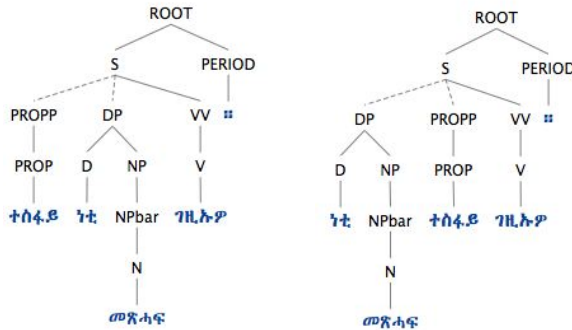 ROOT
S PERIOD
PROPP DP VV ።
PROP D NP V
ተስፋይ ነቲ NPbar ገዚኡዎ
N
መጽሓፍ
ROOT
S PERIOD
DP PROPP VV ።
D NP PROP V
ነቲ NPbar ተስፋይ ገዚኡዎ
N
መጽሓፍ